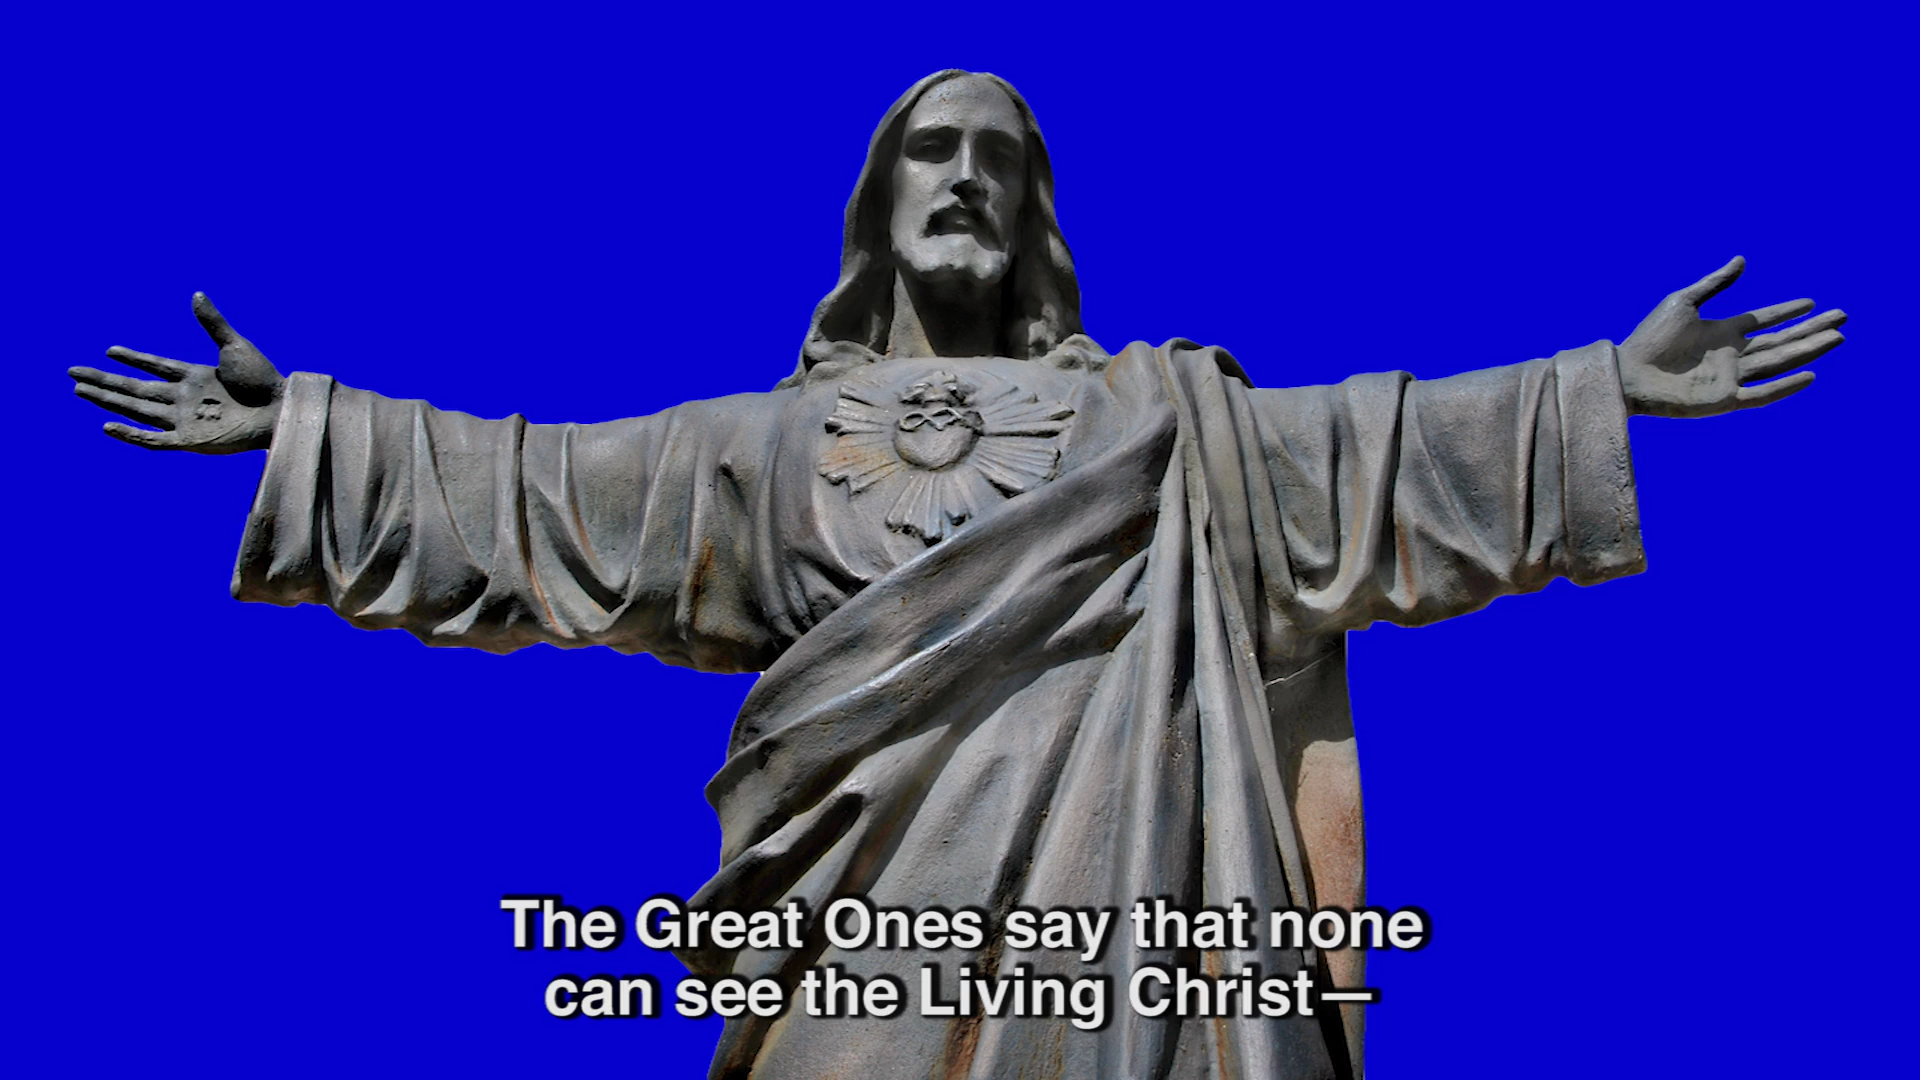 The Great Ones say that none
can see the Living Christ—